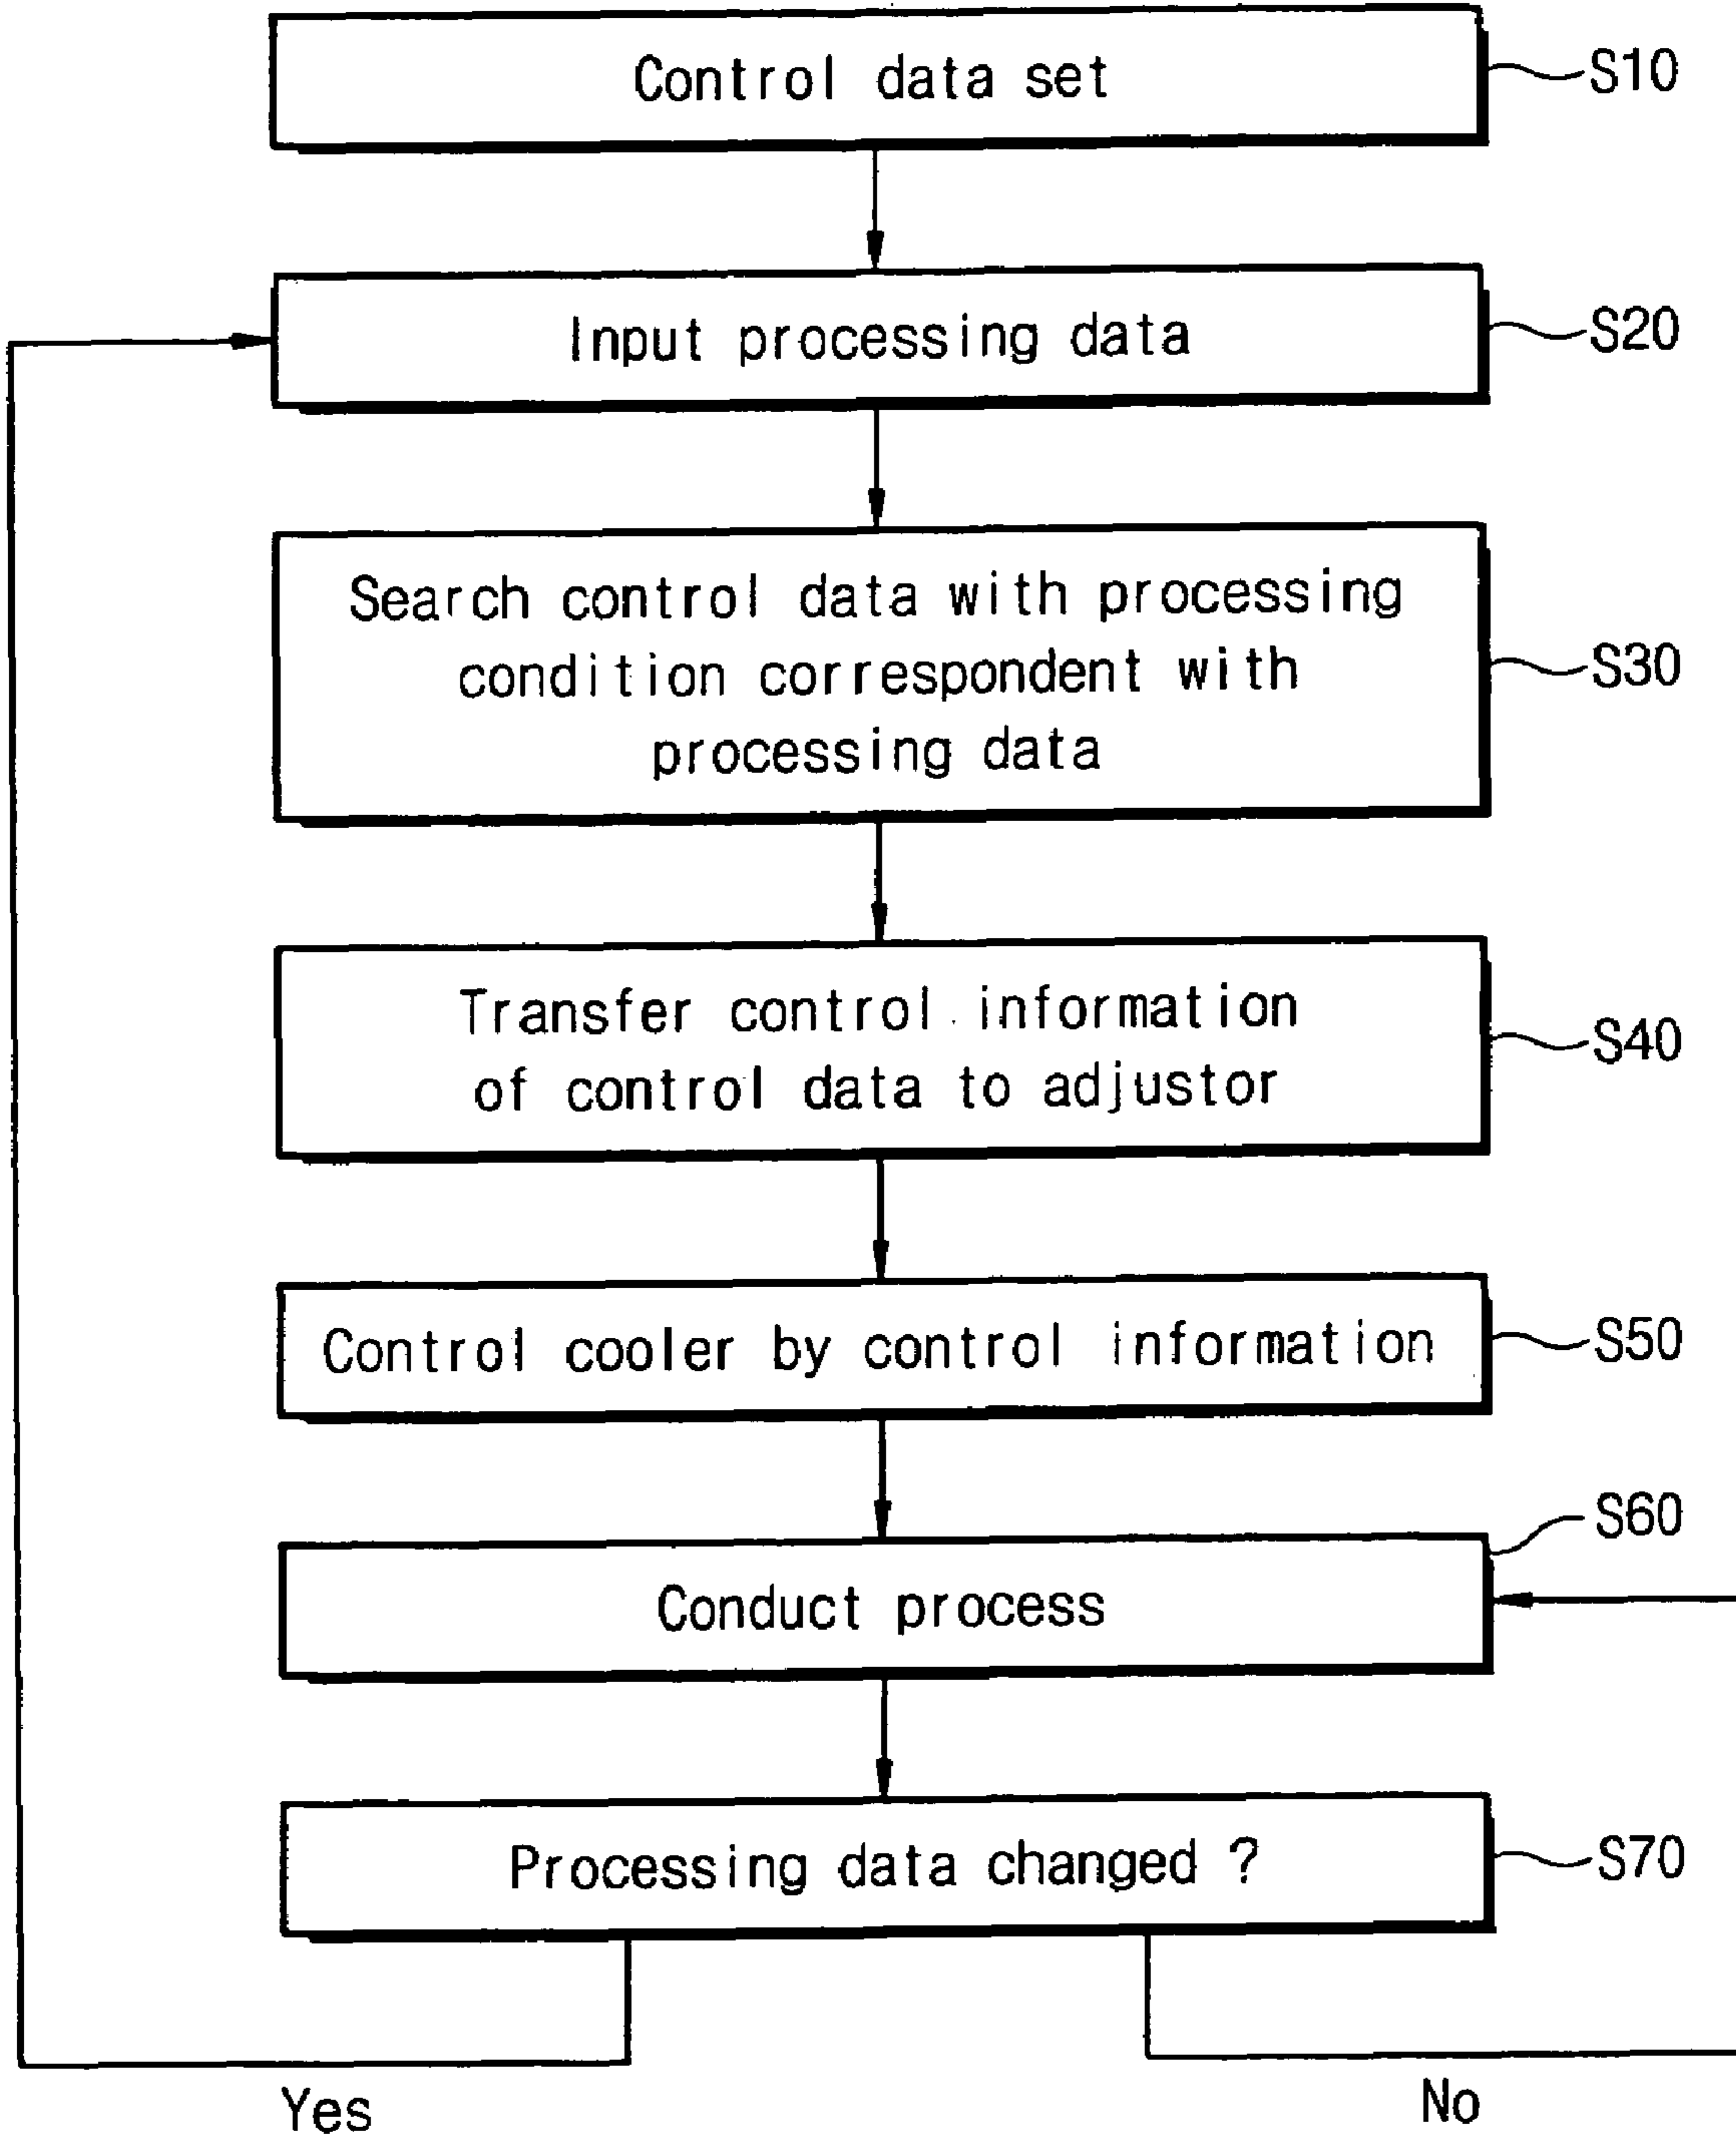 Control data set
S10
Input processing data
S20
Search control data with processing
condition correspondent with
processing data
S30
Transfer control information
of control data to adjustor
S40
Control cooler by control information
S50
S60
Conduct process
Processing data changed ?
S70
Yes
No